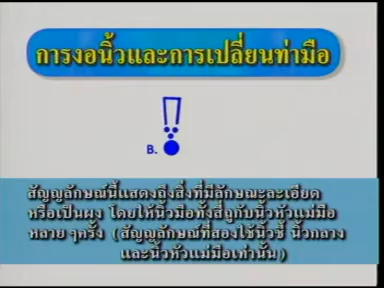 การงอนิ้วและการเปลี่ยนท่ามือ
B.
สัญญลักษณ์นี้แสดงถึงสิ่งที่มีลักษณะละเอียด
หรือเป็นผง โดยให้นิ้วมือทั้งสี่ถูกับนิ้วหัวแม่มือ
หลาย ๆครั้ง (สัญญลักษณ์ที่สองใช้นิ้วชี้ นิ้วกลาง
และนิ้วหัวแม่มือเท่านั้น)